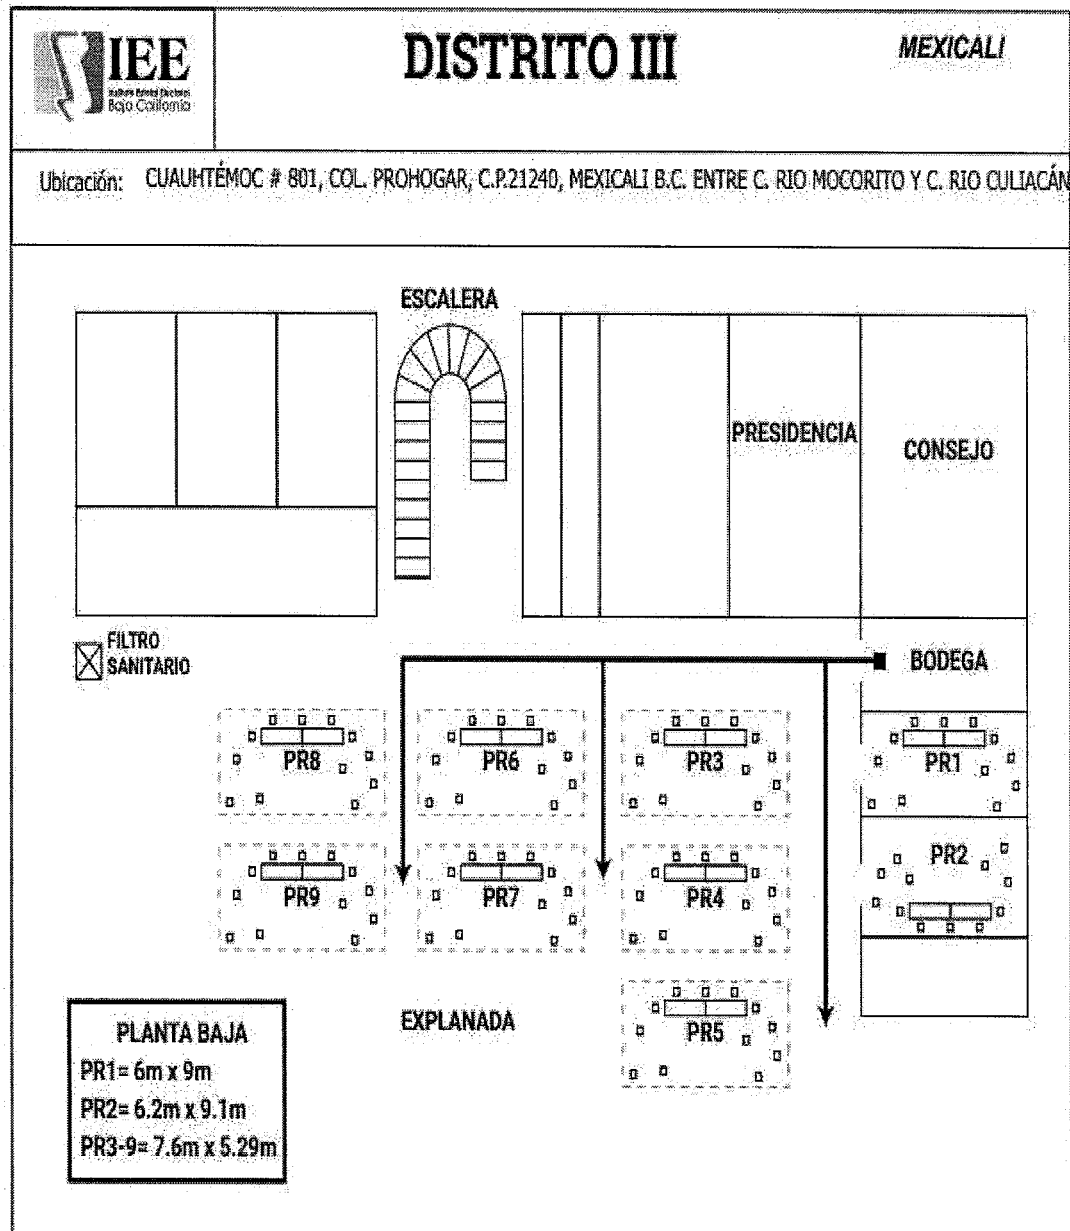 IEE
Instituto Estatal Electoral
Baja California
DISTRITO III
MEXICALI
Ubicación: CUAUHTÉMOC # 801, COL. PROHOGAR, C.P.21240, MEXICALI B.C. ENTRE C. RIO MOCORITO Y C. RIO CULIACÁN
ESCALERA
PRESIDENCIA
CONSEJO
FILTRO
SANITARIO
BODEGA
PR8
PR6
PR3
PR1
PR9
PR7
PR4
PR2
PR5
EXPLANADA
PLANTA BAJA
PR1= 6m x 9m
PR2= 6.2m x 9.1m
PR3-9= 7.6m x 5.29m